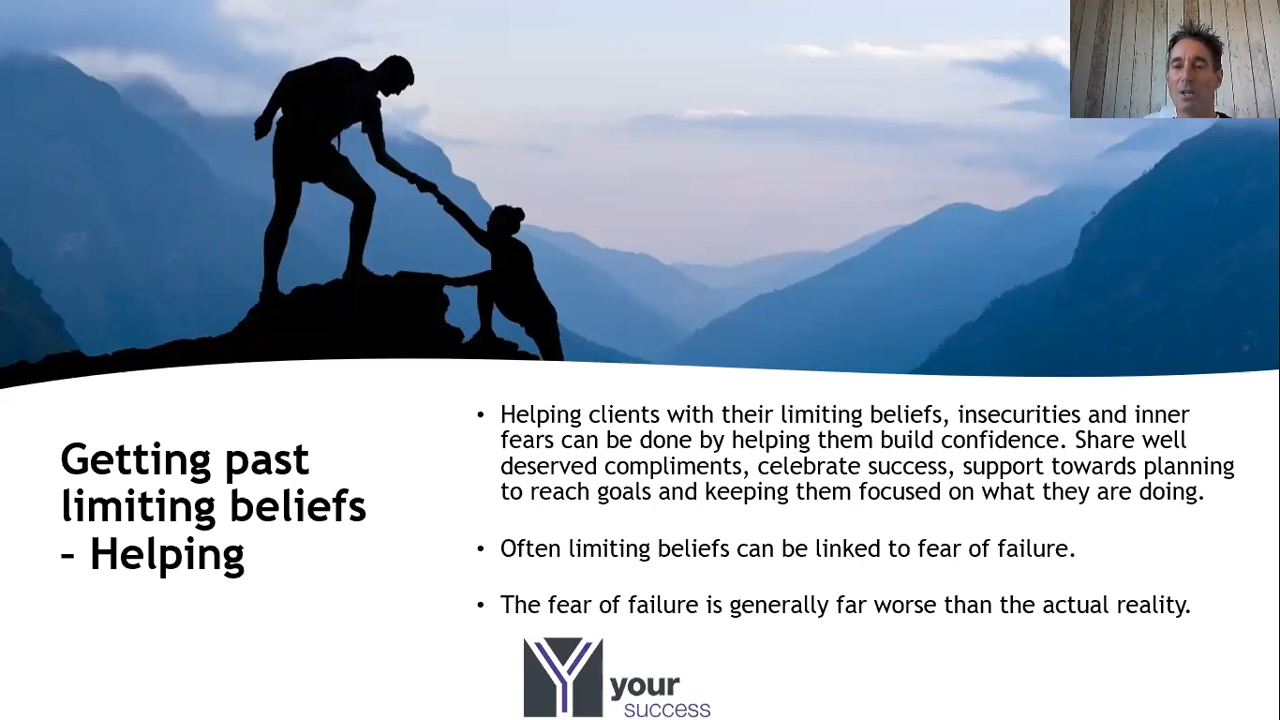 Getting past
limiting beliefs
– Helping
• Helping clients with their limiting beliefs, insecurities and inner
fears can be done by helping them build confidence. Share well
deserved compliments, celebrate success, support towards planning
to reach goals and keeping them focused on what they are doing.
• Often limiting beliefs can be linked to fear of failure.
• The fear of failure is generally far worse than the actual reality.
your
success